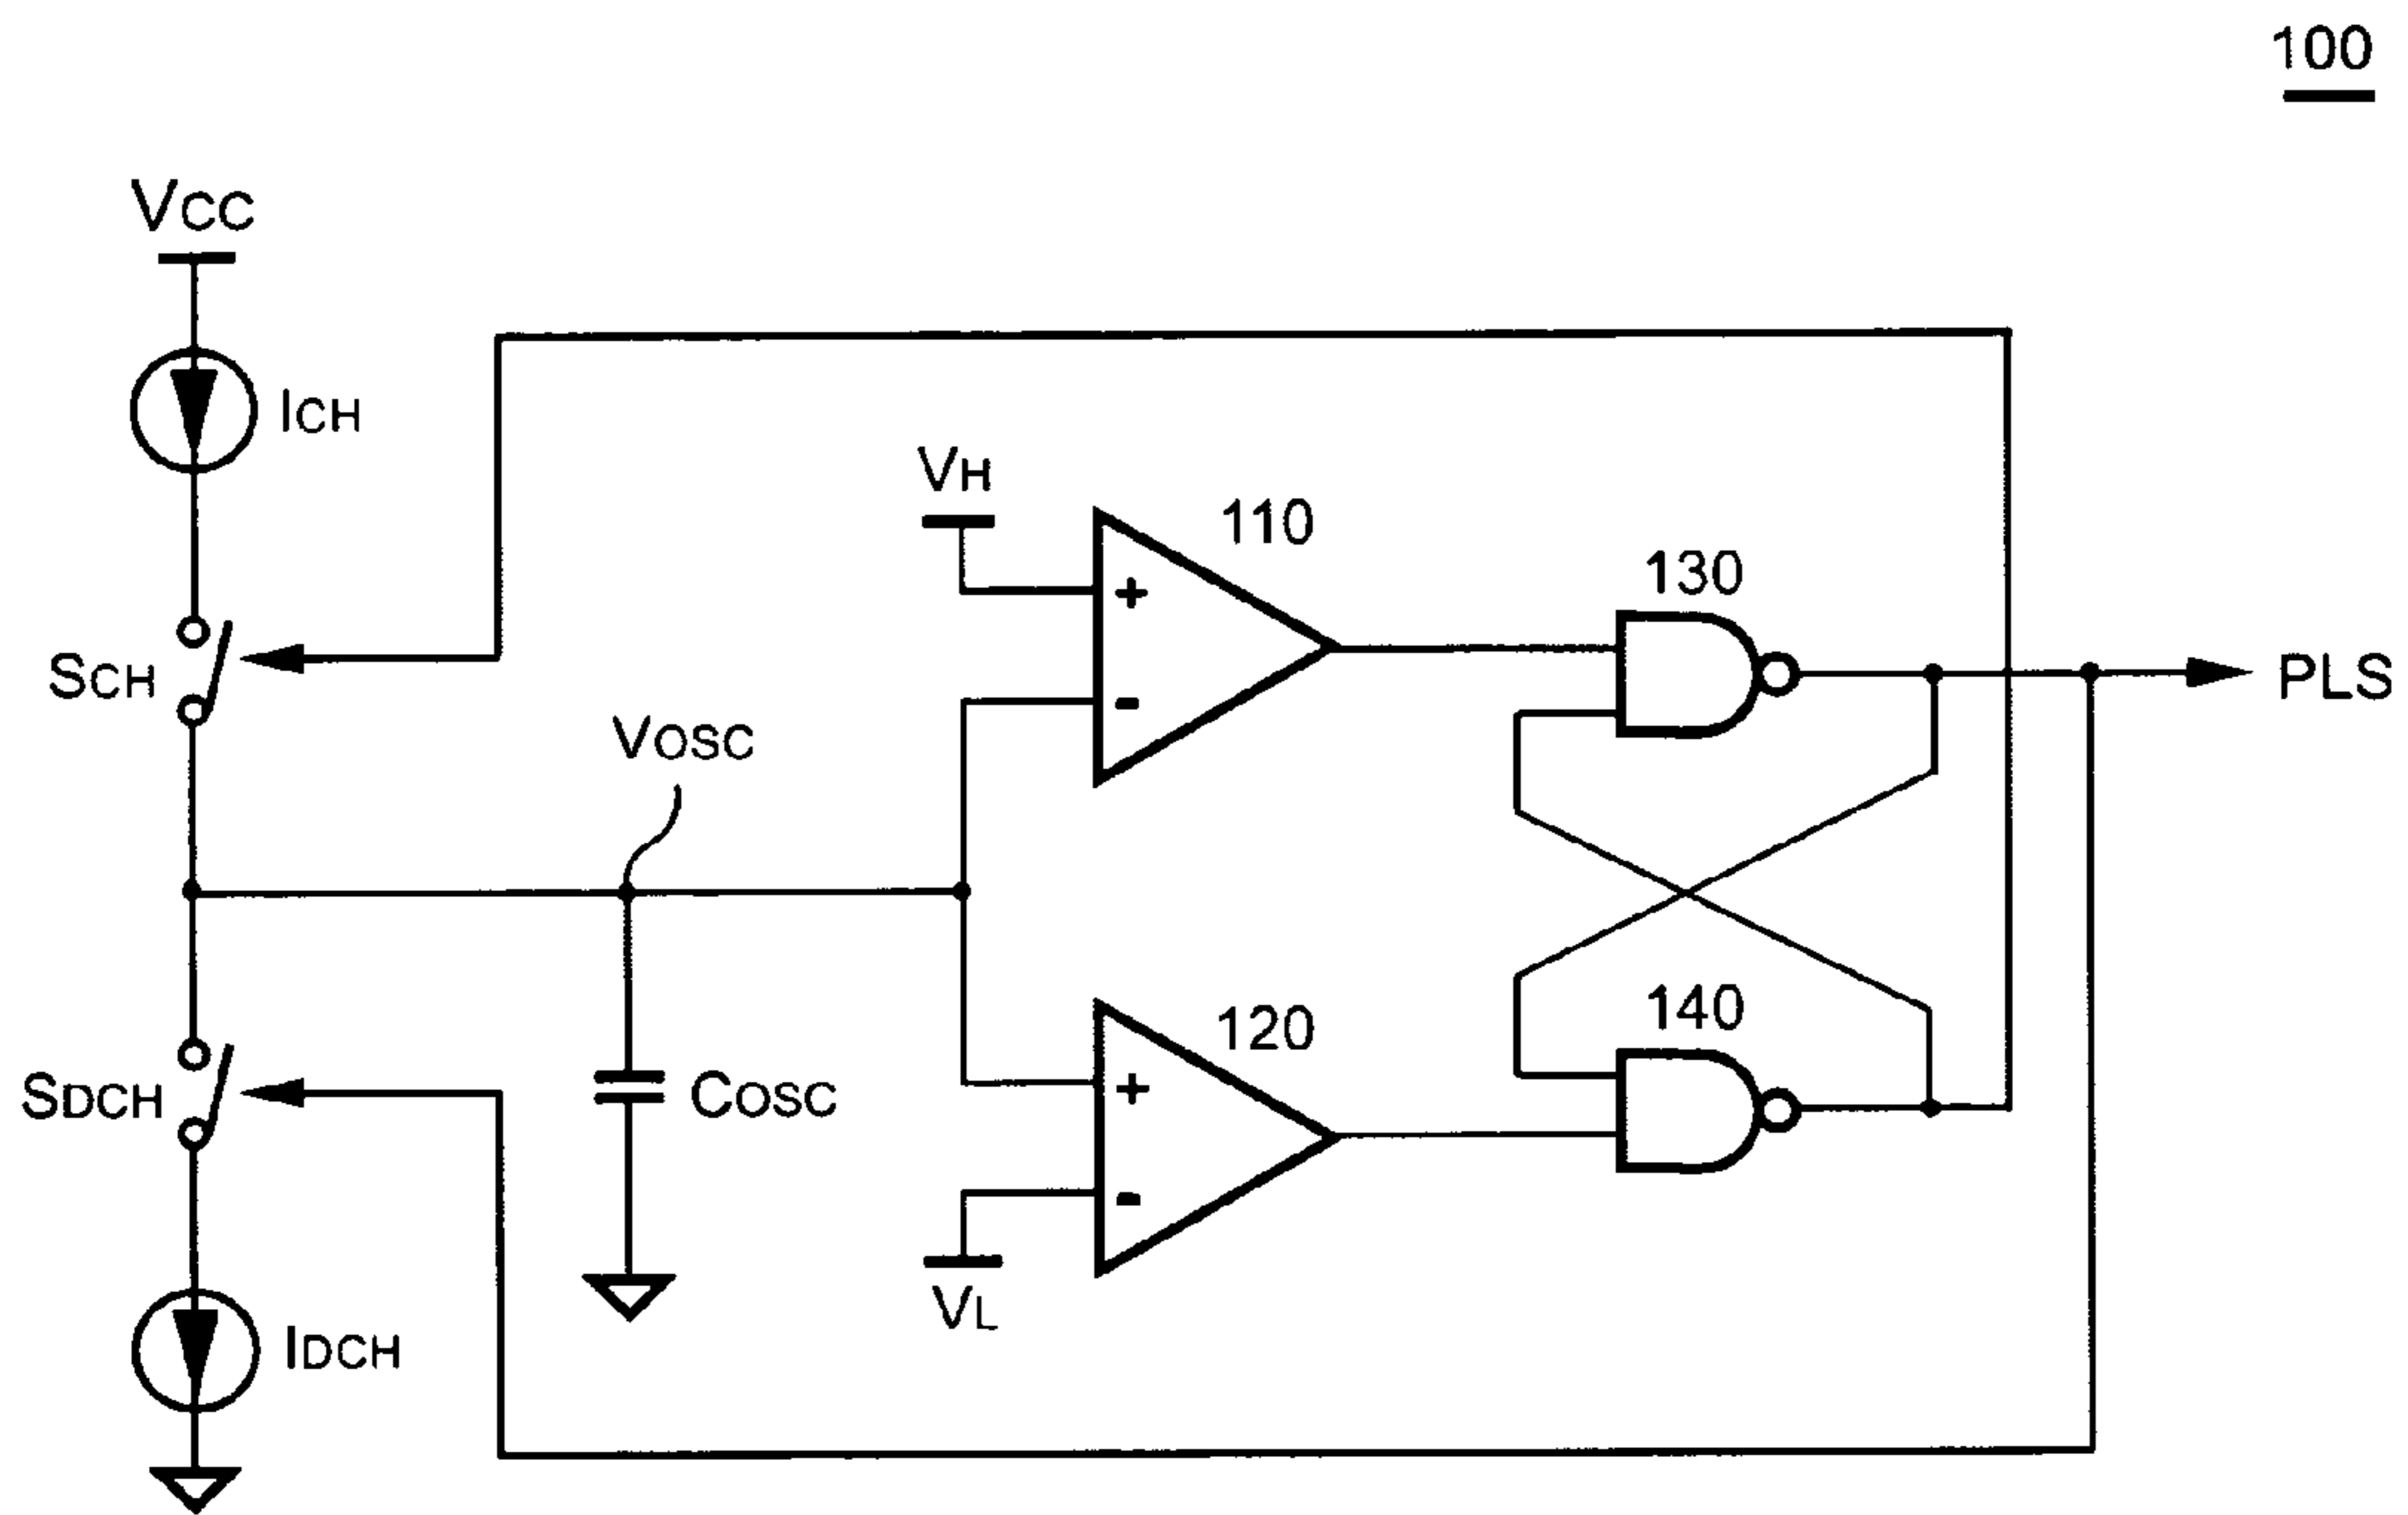 100
VCC
ICH
VH
110
130
SCH
PLS
VOSC
140
120
SDCH
COSC
+
-
+
-
VL
IDCH